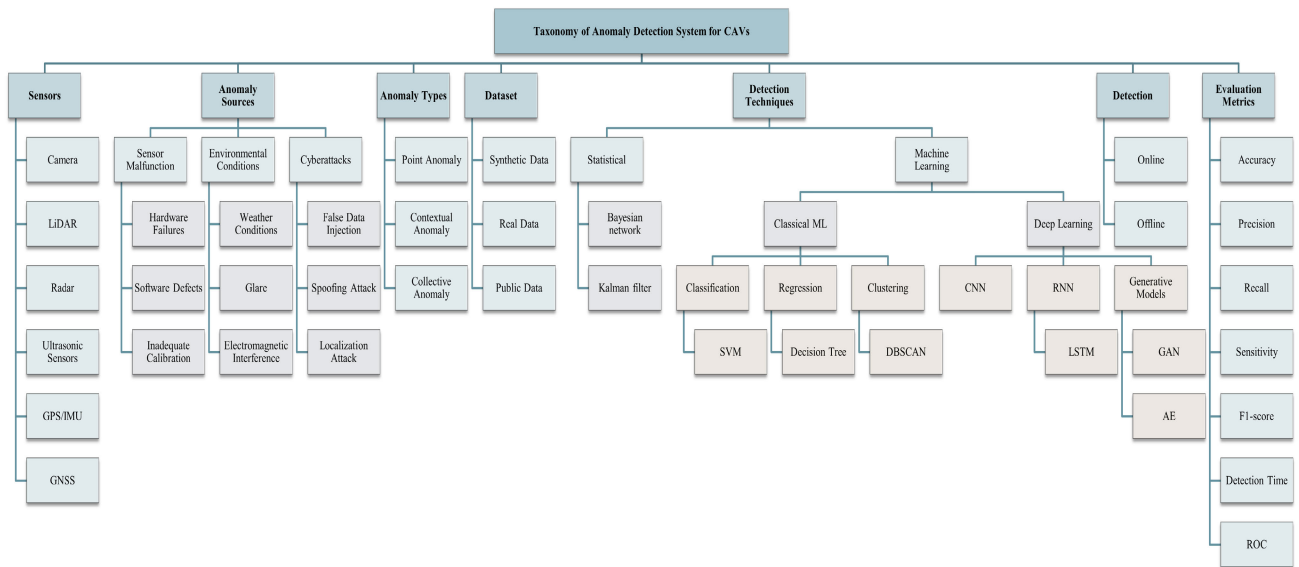 Taxonomy of Anomaly Detection System for CAVs
Sensors
Anomaly
Sources
Anomaly Types
Dataset
Detection
Techniques
Detection
Evaluation
Metrics
Camera
LiDAR
Radar
Ultrasonic
Sensors
GPS/IMU
GNSS
Sensor
Malfunction
Hardware
Failures
Software Defects
Inadequate
Calibration
Environmental
Conditions
Weather
Conditions
Glare
Electromagnetic
Interference
Cyberattacks
False Data
Injection
Spoofing Attack
Localization
Attack
Point Anomaly
Contextual
Anomaly
Collective
Anomaly
Synthetic Data
Real Data
Public Data
Statistical
Bayesian
network
Kalman filter
Machine
Learning
Classical ML
Classification
SVM
Regression
Decision Tree
Clustering
DBSCAN
Deep Learning
CNN
RNN
LSTM
Generative
Models
GAN
AE
Online
Offline
Accuracy
Precision
Recall
Sensitivity
F1-score
Detection Time
ROC